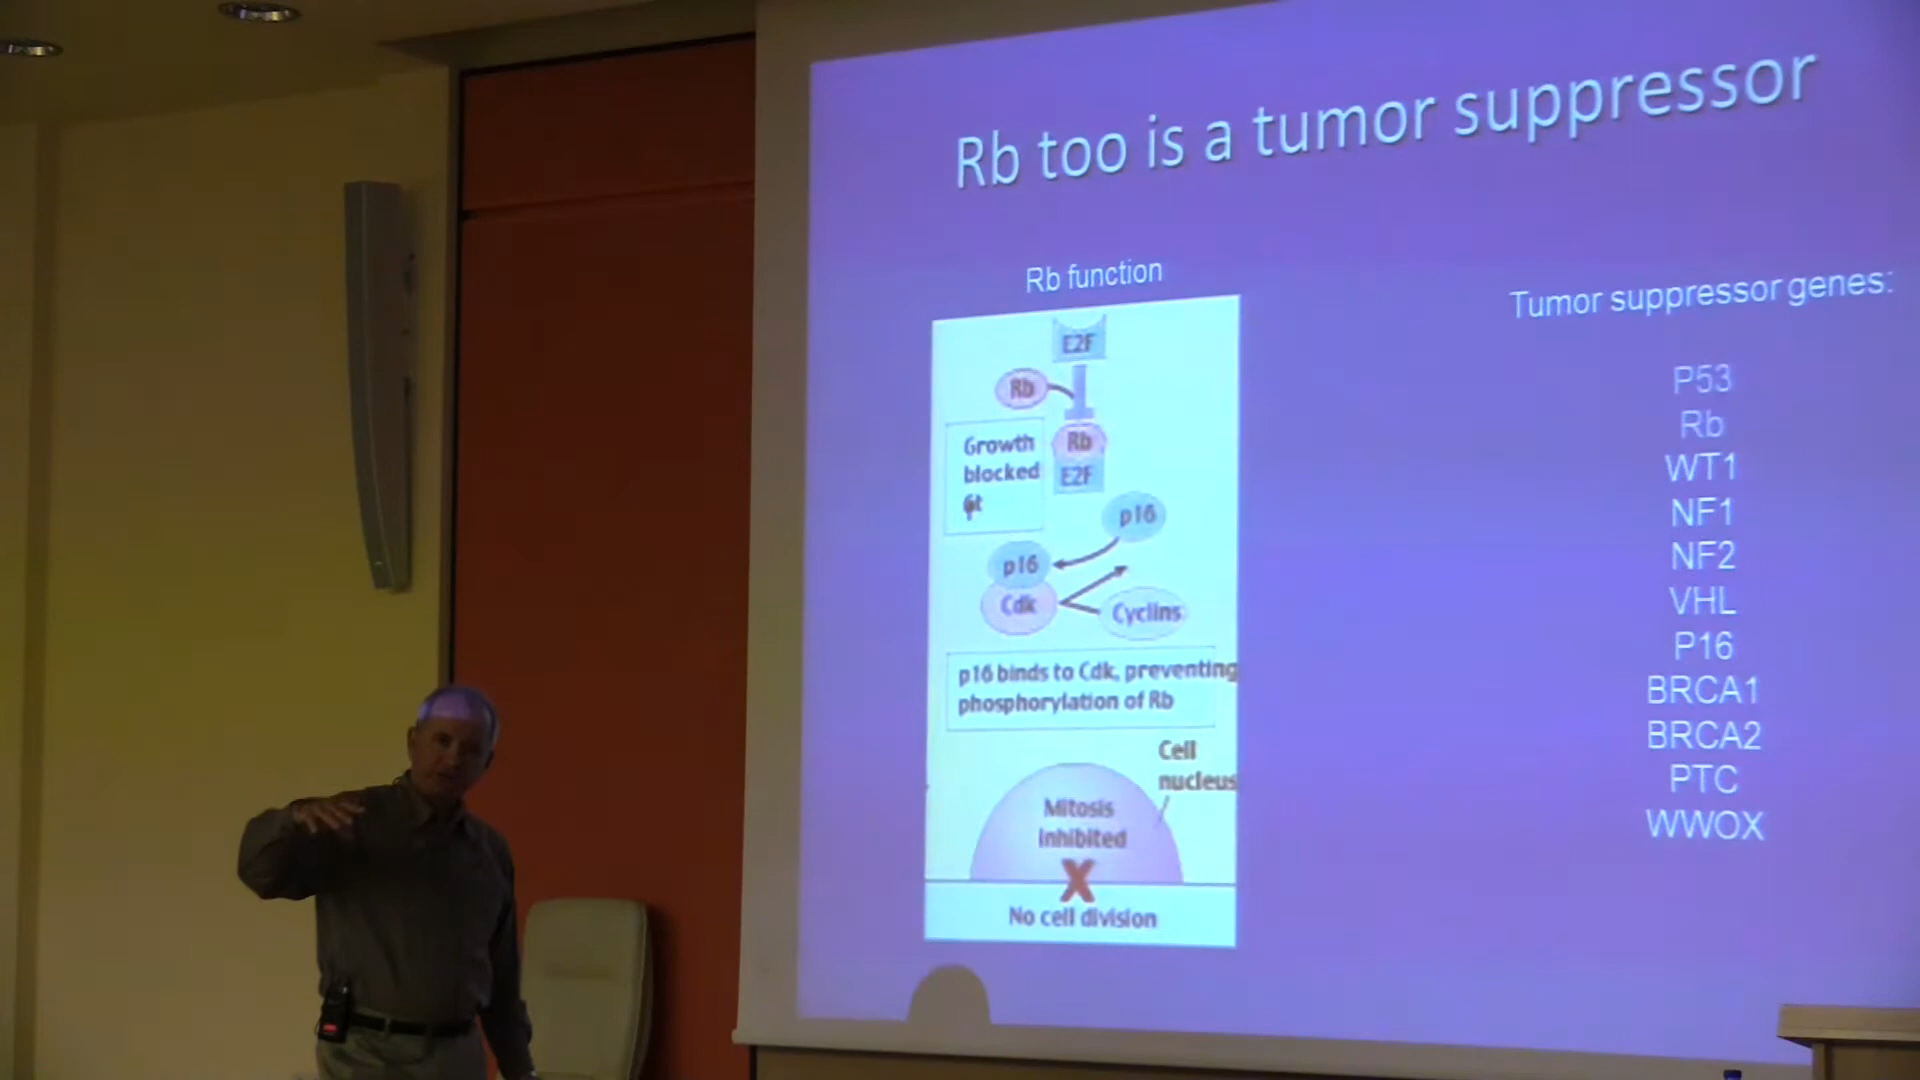 Rb too is a tumor suppressor
Rb function
E2F
Rb
Rb
E2F
Growth
blocked
p16
p16
Cdk
Cyclins
p16 binds to Cdk, preventing
phosphorylation of Rb
Cell
nucleus
Mitosis
inhibited
X
No cell division
Tumor suppressor genes:
P53
Rb
WT1
NF1
NF2
VHL
P16
BRCA1
BRCA2
PTC
WWOX